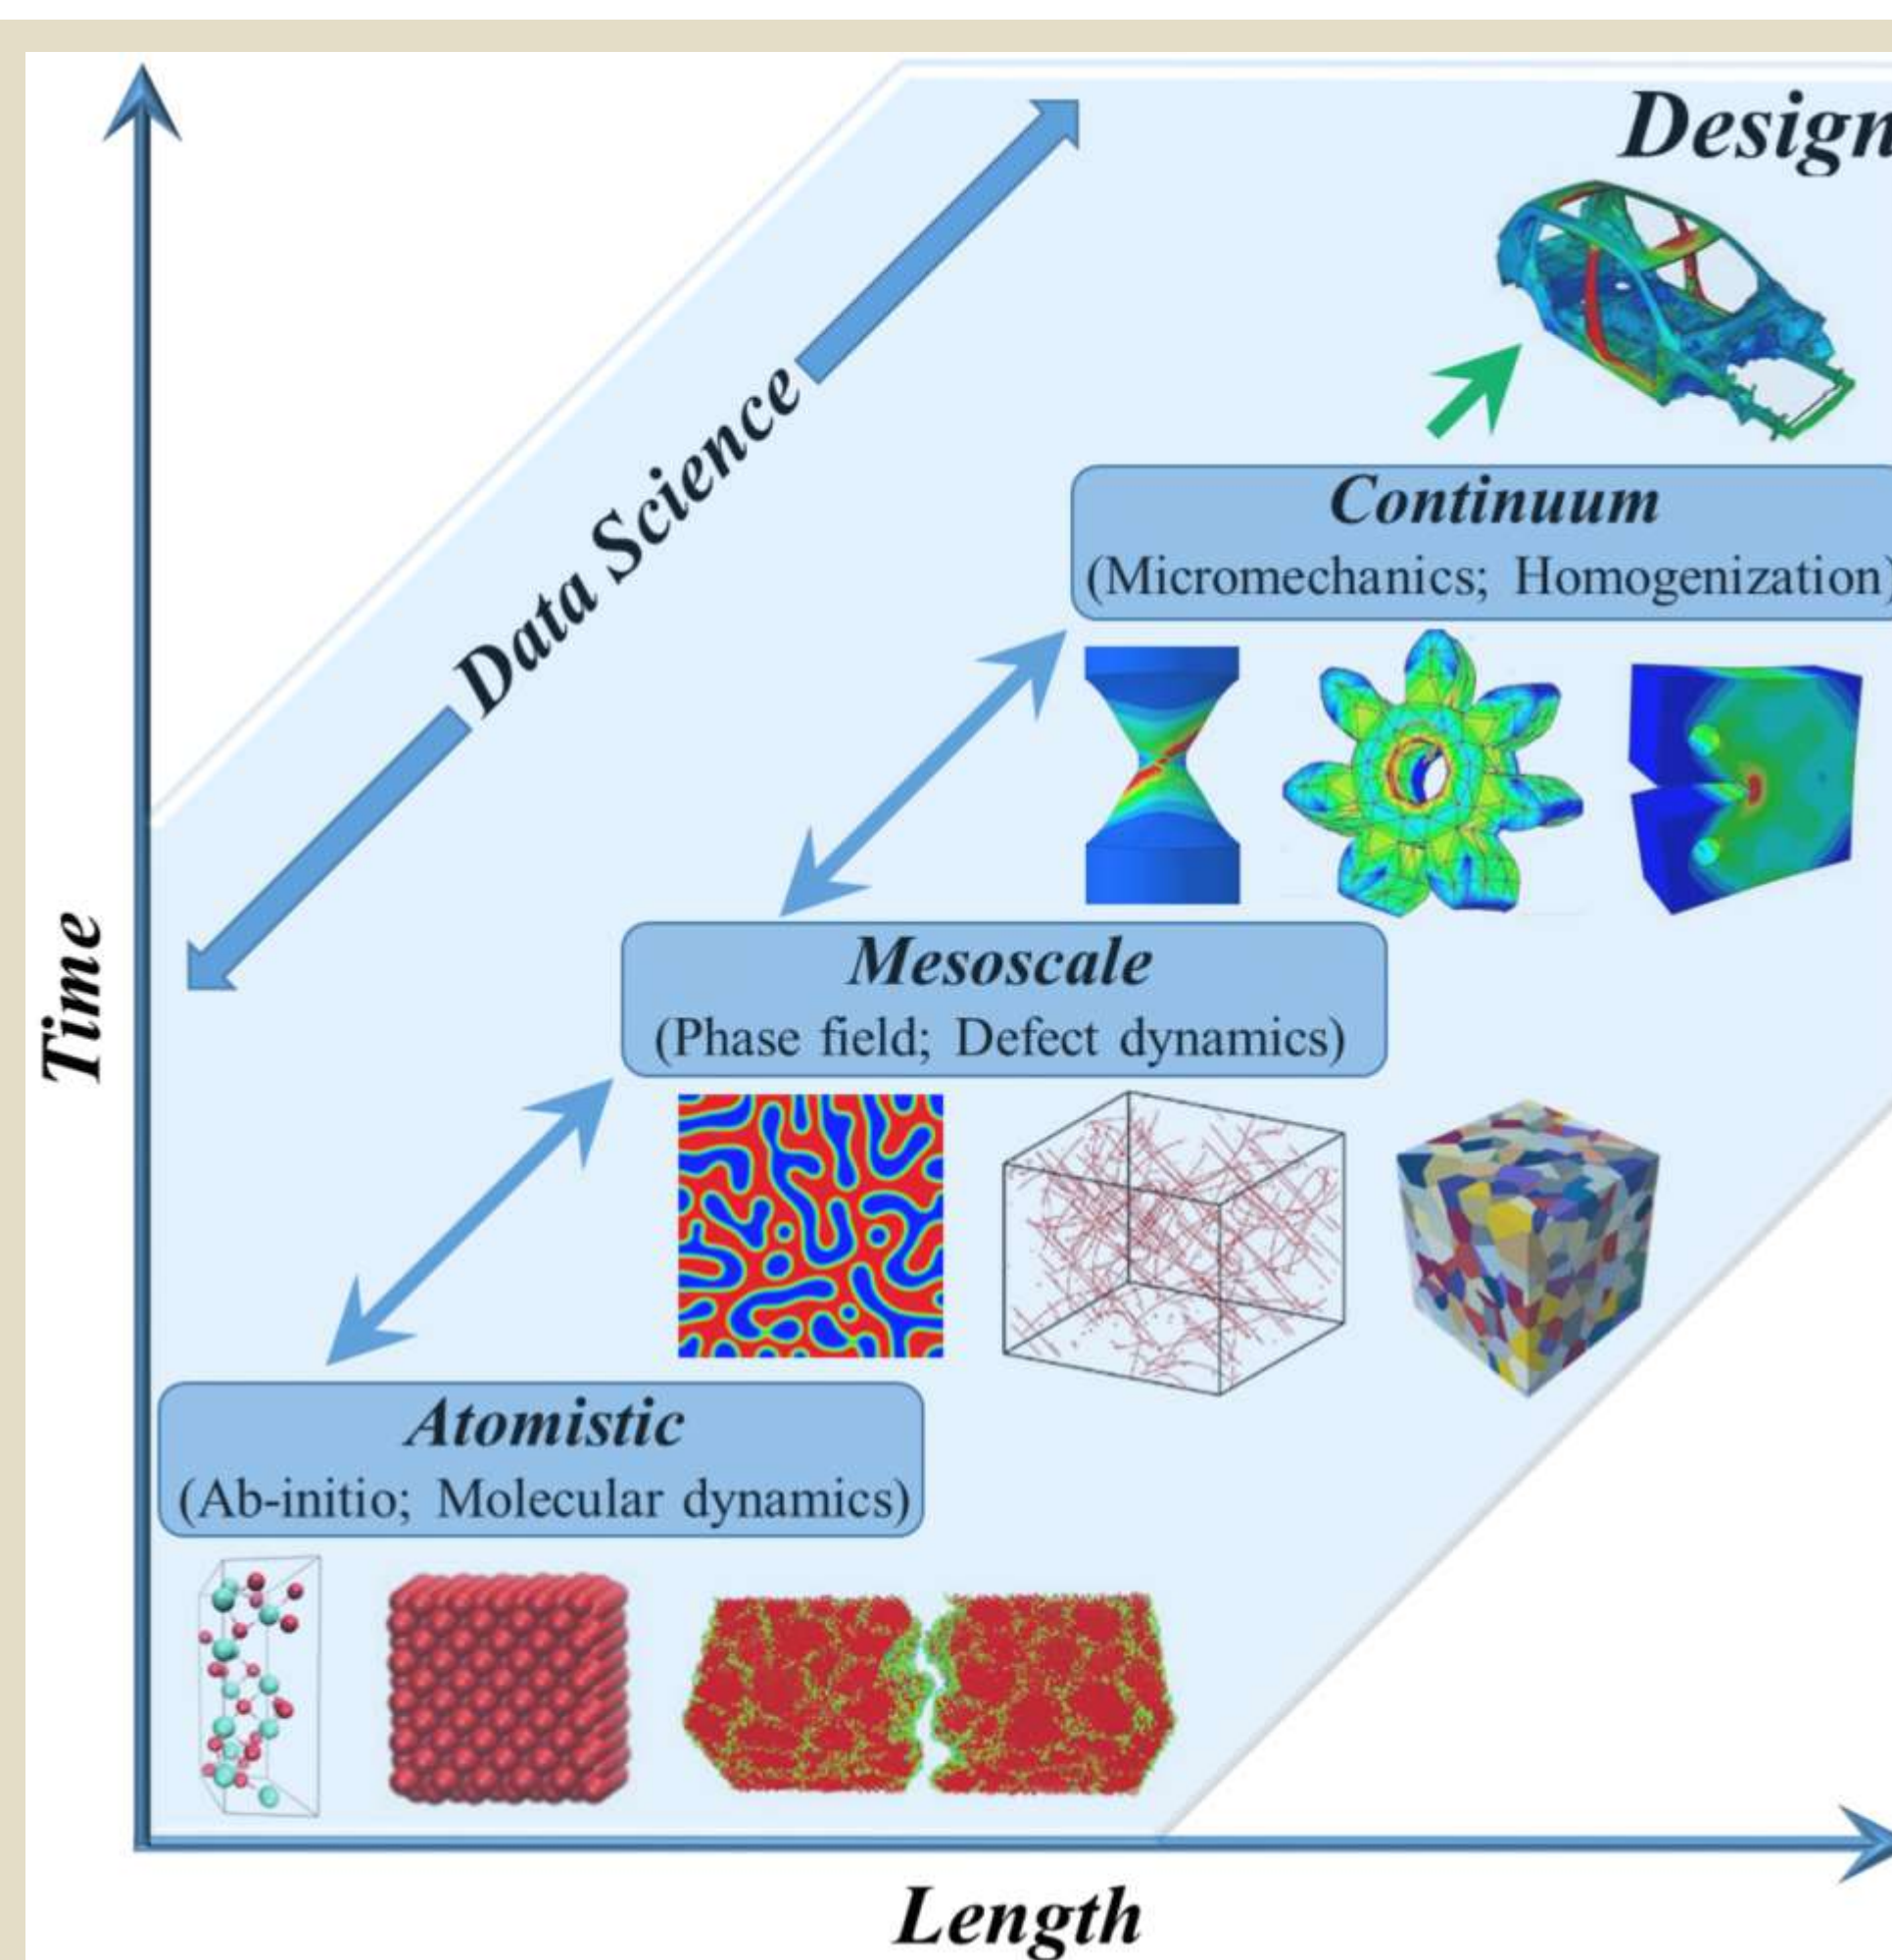 Design
Data Science
Continuum
(Micromechanics; Homogenization)
Mesoscale
(Phase field; Defect dynamics)
Time
Atomistic
(Ab-initio; Molecular dynamics)
Length